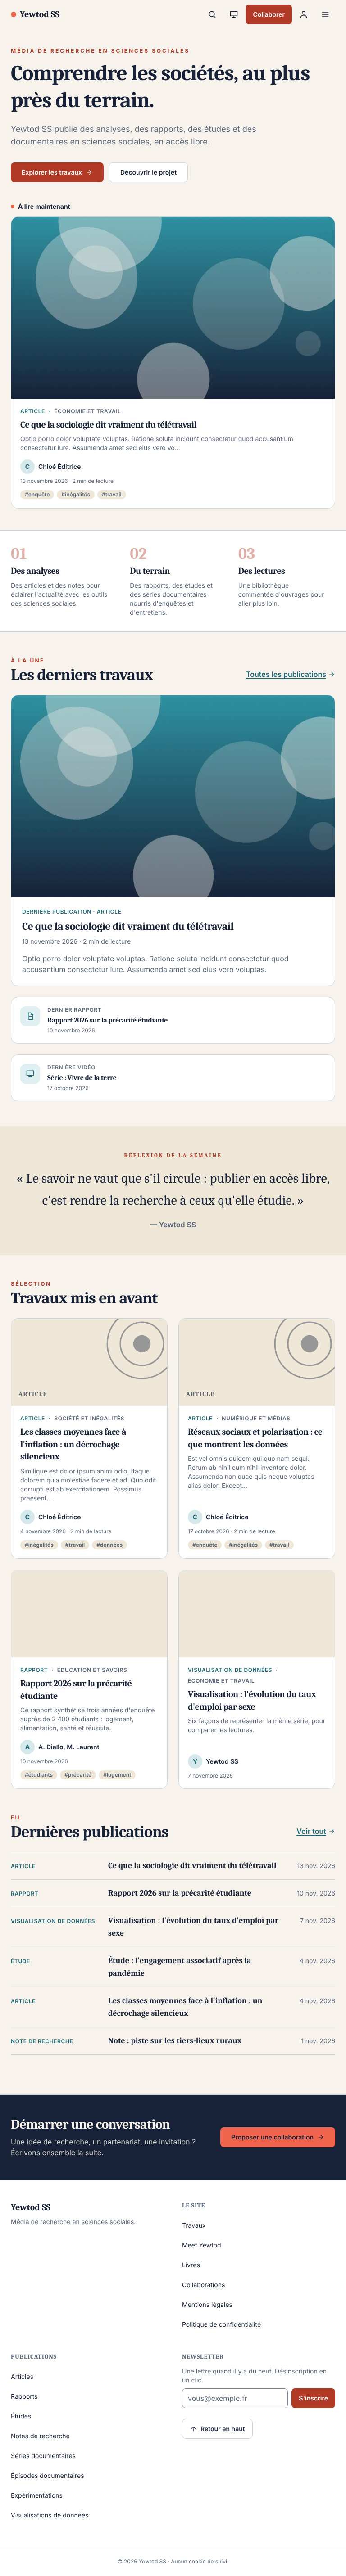 Yewtod SS
Collaborer
MÉDIA DE RECHERCHE EN SCIENCES SOCIALES
Comprendre les sociétés, au plus
près du terrain.
Yewtod SS publie des analyses, des rapports, des études et des
documentaires en sciences sociales, en accès libre.
Explorer les travaux →
Découvrir le projet
À lire maintenant
ARTICLE · ÉCONOMIE ET TRAVAIL
Ce que la sociologie dit vraiment du télétravail
Optio porro dolor voluptate voluptas. Ratione soluta incidunt consectetur quod accusantium
consectetur iure. Assumenda amet sed eius vero vo...
C Chloé Éditrice
13 novembre 2026 · 2 min de lecture
#enquête #inégalités #travail
01
Des analyses
Des articles et des notes pour
éclairer l'actualité avec les outils
des sciences sociales.
02
Du terrain
Des rapports, des études et
des séries documentaires
nourris d'enquêtes et
d'entretiens.
03
Des lectures
Une bibliothèque
commentée d'ouvrages pour
aller plus loin.
À LA UNE
Les derniers travaux
Toutes les publications →
DERNIÈRE PUBLICATION · ARTICLE
Ce que la sociologie dit vraiment du télétravail
13 novembre 2026 · 2 min de lecture
Optio porro dolor voluptate voluptas. Ratione soluta incidunt consectetur quod
accusantium consectetur iure. Assumenda amet sed eius vero voluptas.
DERNIER RAPPORT
Rapport 2026 sur la précarité étudiante
10 novembre 2026
DERNIÈRE VIDÉO
Série : Vivre de la terre
17 octobre 2026
RÉFLEXION DE LA SEMAINE
« Le savoir ne vaut que s'il circule : publier en accès libre,
c'est rendre la recherche à ceux qu'elle étudie. »
— Yewtod SS
SÉLECTION
Travaux mis en avant
ARTICLE
ARTICLE · SOCIÉTÉ ET INÉGALITÉS
Les classes moyennes face à
l'inflation : un décrochage
silencieux
Similique est dolor ipsum animi odio. Itaque
dolorem quia molestiae facere et ad. Quo odit
corrupti est ab exercitationem. Possimus
praesent...
C Chloé Éditrice
4 novembre 2026 · 2 min de lecture
#inégalités #travail #données
ARTICLE
ARTICLE · NUMÉRIQUE ET MÉDIAS
Réseaux sociaux et polarisation : ce
que montrent les données
Est vel omnis quidem qui quo nam sequi.
Rerum ab nihil eum nihil inventore dolor.
Assumenda non quae quis neque voluptas
alias dolor. Except...
C Chloé Éditrice
17 octobre 2026 · 2 min de lecture
#enquête #inégalités #travail
RAPPORT · ÉDUCATION ET SAVOIRS
Rapport 2026 sur la précarité
étudiante
Ce rapport synthétise trois années d'enquête
auprès de 2 400 étudiants : logement,
alimentation, santé et réussite.
A A. Diallo, M. Laurent
10 novembre 2026
#étudiants #précarité #logement
VISUALISATION DE DONNÉES ·
ÉCONOMIE ET TRAVAIL
Visualisation : l'évolution du taux
d'emploi par sexe
Six façons de représenter la même série, pour
comparer les lectures.
Y Yewtod SS
7 novembre 2026
FIL
Dernières publications
Voir tout →
ARTICLE Ce que la sociologie dit vraiment du télétravail 13 nov. 2026
RAPPORT Rapport 2026 sur la précarité étudiante 10 nov. 2026
VISUALISATION DE DONNÉES Visualisation : l'évolution du taux d'emploi par 7 nov. 2026
sexe
ÉTUDE Étude : l'engagement associatif après la 4 nov. 2026
pandémie
ARTICLE Les classes moyennes face à l'inflation : un 4 nov. 2026
décrochage silencieux
NOTE DE RECHERCHE Note : piste sur les tiers-lieux ruraux 1 nov. 2026
Démarrer une conversation
Une idée de recherche, un partenariat, une invitation ?
Écrivons ensemble la suite.
Proposer une collaboration →
Yewtod SS
Média de recherche en sciences sociales.
LE SITE
Travaux
Meet Yewtod
Livres
Collaborations
Mentions légales
Politique de confidentialité
PUBLICATIONS
Articles
Rapports
Études
Notes de recherche
Séries documentaires
Épisodes documentaires
Expérimentations
Visualisations de données
NEWSLETTER
Une lettre quand il y a du neuf. Désinscription en
un clic.
vous@exemple.fr
S'inscrire
↑ Retour en haut
© 2026 Yewtod SS · Aucun cookie de suivi.